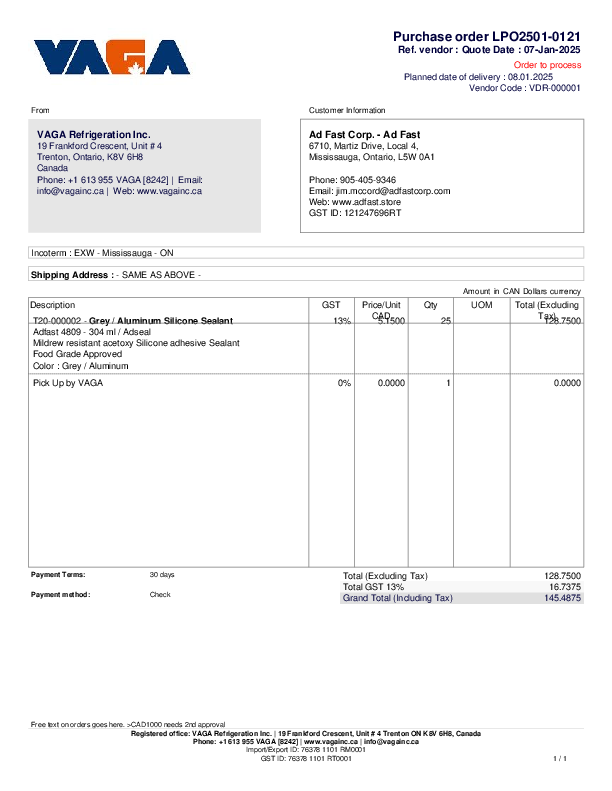 VAGA
Purchase order LPO2501-0121
Ref. vendor : Quote Date : 07-Jan-2025
Order to process
Planned date of delivery : 08.01.2025
Vendor Code : VDR-000001
From
Customer Information
VAGA Refrigeration Inc.
19 Frankford Crescent, Unit # 4
Trenton, Ontario, K8V 6H8
Canada
Phone: +1 613 955 VAGA [8242] | Email:
info@vagainc.ca | Web: www.vagainc.ca
Ad Fast Corp. - Ad Fast
6710, Martiz Drive, Local 4,
Mississauga, Ontario, L5W 0A1
Phone: 905-405-9346
Email: jim.mccord@adfastcorp.com
Web: www.adfast.store
GST ID: 121247696RT
Incoterm : EXW - Mississauga - ON
Shipping Address : - SAME AS ABOVE -
Amount in CAN Dollars currency
Description GST Price/Unit CAD Qty UOM Total (Excluding Tax)
T20-000002 - Grey / Aluminum Silicone Sealant 13% 5.1500 25 128.7500
Adfast 4809 - 304 ml / Adseal
Mildrew resistant acetoxy Silicone adhesive Sealant
Food Grade Approved
Color : Grey / Aluminum
Pick Up by VAGA 0% 0.0000 1 0.0000
Payment Terms: 30 days
Payment method: Check
Total (Excluding Tax) 128.7500
Total GST 13% 16.7375
Grand Total (Including Tax) 145.4875
Free text on orders goes here. >CAD1000 needs 2nd approval
Registered office: VAGA Refrigeration Inc. | 19 Frankford Crescent, Unit # 4 Trenton ON K8V 6H8, Canada
Phone: +1 613 955 VAGA [8242] | www.vagainc.ca | info@vagainc.ca
Import/Export ID: 76378 1101 RM0001
GST ID: 76378 1101 RT0001
1 / 1